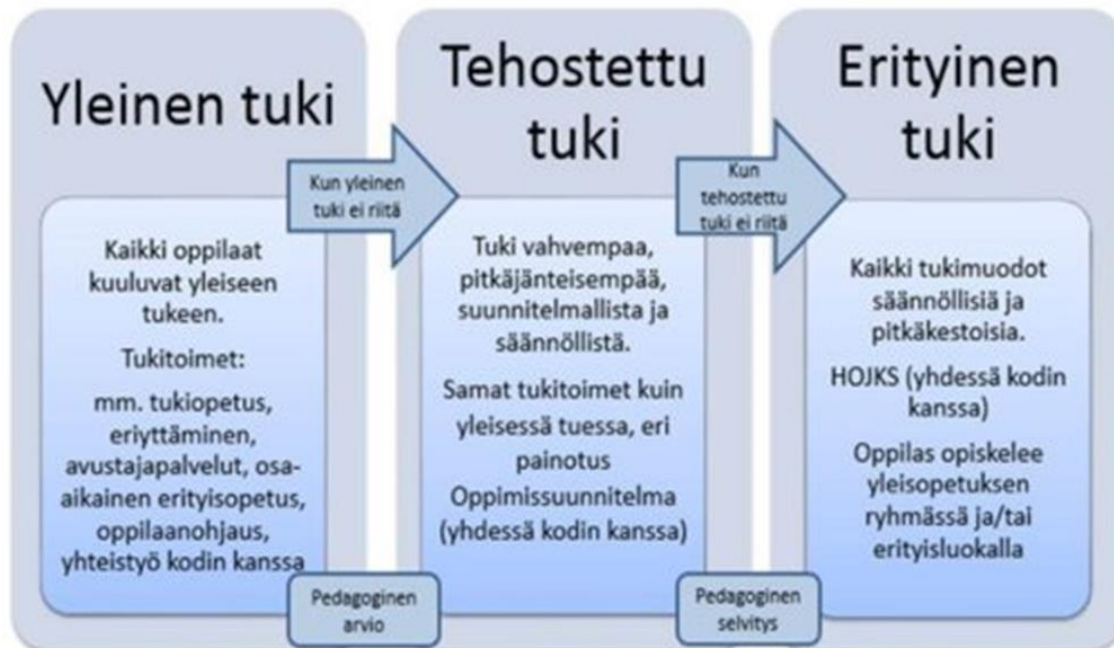 Yleinen tuki
Kaikki oppilaat
kuuluvat yleiseen
tukeen.
Tukitoimet:
mm. tukiopetus,
eriyttäminen,
avustajapalvelut, osa-
aikainen erityisopetus,
oppilaanohjaus,
yhteistyö kodin kanssa
Kun yleinen
tuki ei riitä
Pedagoginen
arvio
Tehostettu
tuki
Tuki vahvempaa,
pitkäjänteisempää,
suunnitelmallista ja
säännöllistä.
Samat tukitoimet kuin
yleisessä tuessa, eri
painotus
Oppimissuunnitelma
(yhdessä kodin kanssa)
Kun
tehostettu
tuki ei riitä
Pedagoginen
selvitys
Erityinen
tuki
Kaikki tukimuodot
säännöllisiä ja
pitkäkestoisia.
HOJKS (yhdessä kodin
kanssa)
Oppilas opiskelee
yleisopetuksen
ryhmässä ja/tai
erityisluokalla